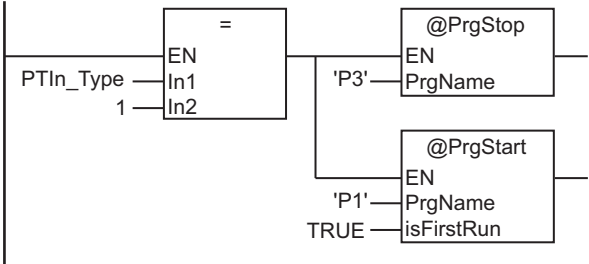 =
@PrgStop
EN
EN
PTIn_Type
In1
'P3'
PrgName
1
In2
@PrgStart
EN
'P1'
PrgName
TRUE
isFirstRun